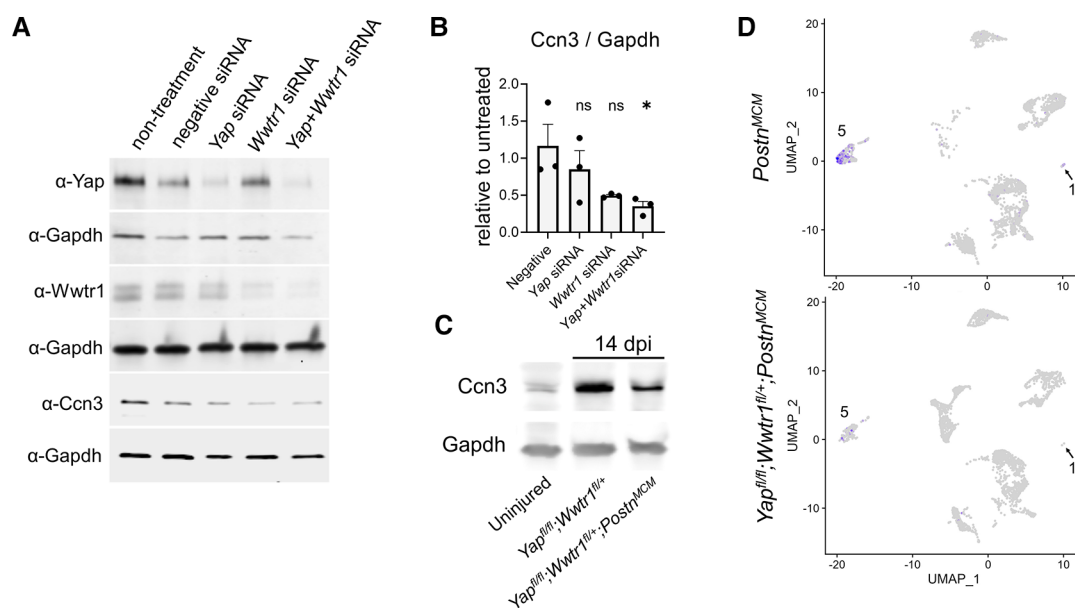 A
non-treatment
negative siRNA
Yap siRNA
Wwtr1 siRNA
Yap+Wwtr1 siRNA
α-Yap
α-Gapdh
α-Wwtr1
α-Gapdh
α-Ccn3
α-Gapdh
B
Ccn3 / Gapdh
relative to untreated
2.0
1.5
1.0
0.5
0.0
ns
ns
*
Negative
Yap siRNA
Wwtr1 siRNA
Yap+Wwtr1siRNA
C
14 dpi
Ccn3
Gapdh
Uninjured
Yapfl/fl;Wwtr1fl/+
Yapfl/fl;Wwtr1fl/+;PostnMCM
D
PostnMCM
UMAP_2
20
10
0
-10
5
1
-20
-10
0
10
Yapfl/fl;Wwtr1fl/+;PostnMCM
UMAP_2
20
10
0
-10
5
1
-20
-10
0
10
UMAP_1